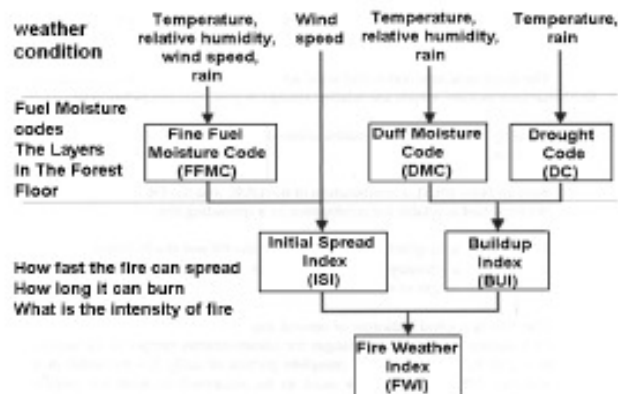 weather
condition
Temperature,
relative humidity,
wind speed,
rain
Wind
speed
Temperature,
relative humidity,
rain
Temperature,
rain
Fuel Moisture
codes
The Layers
In The Forest
Floor
Fine Fuel
Moisture Code
(FFMC)
Duff Moisture
Code
(DMC)
Drought
Code
(DC)
How fast the fire can spread
How long it can burn
What is the intensity of fire
Initial Spread
Index
(ISI)
Buildup
Index
(BUI)
Fire Weather
Index
(FWI)